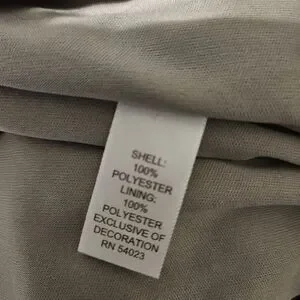 SHELL:
100%
POLYESTER
LINING:
100%
POLYESTER
EXCLUSIVE OF
DECORATION
RN 54023